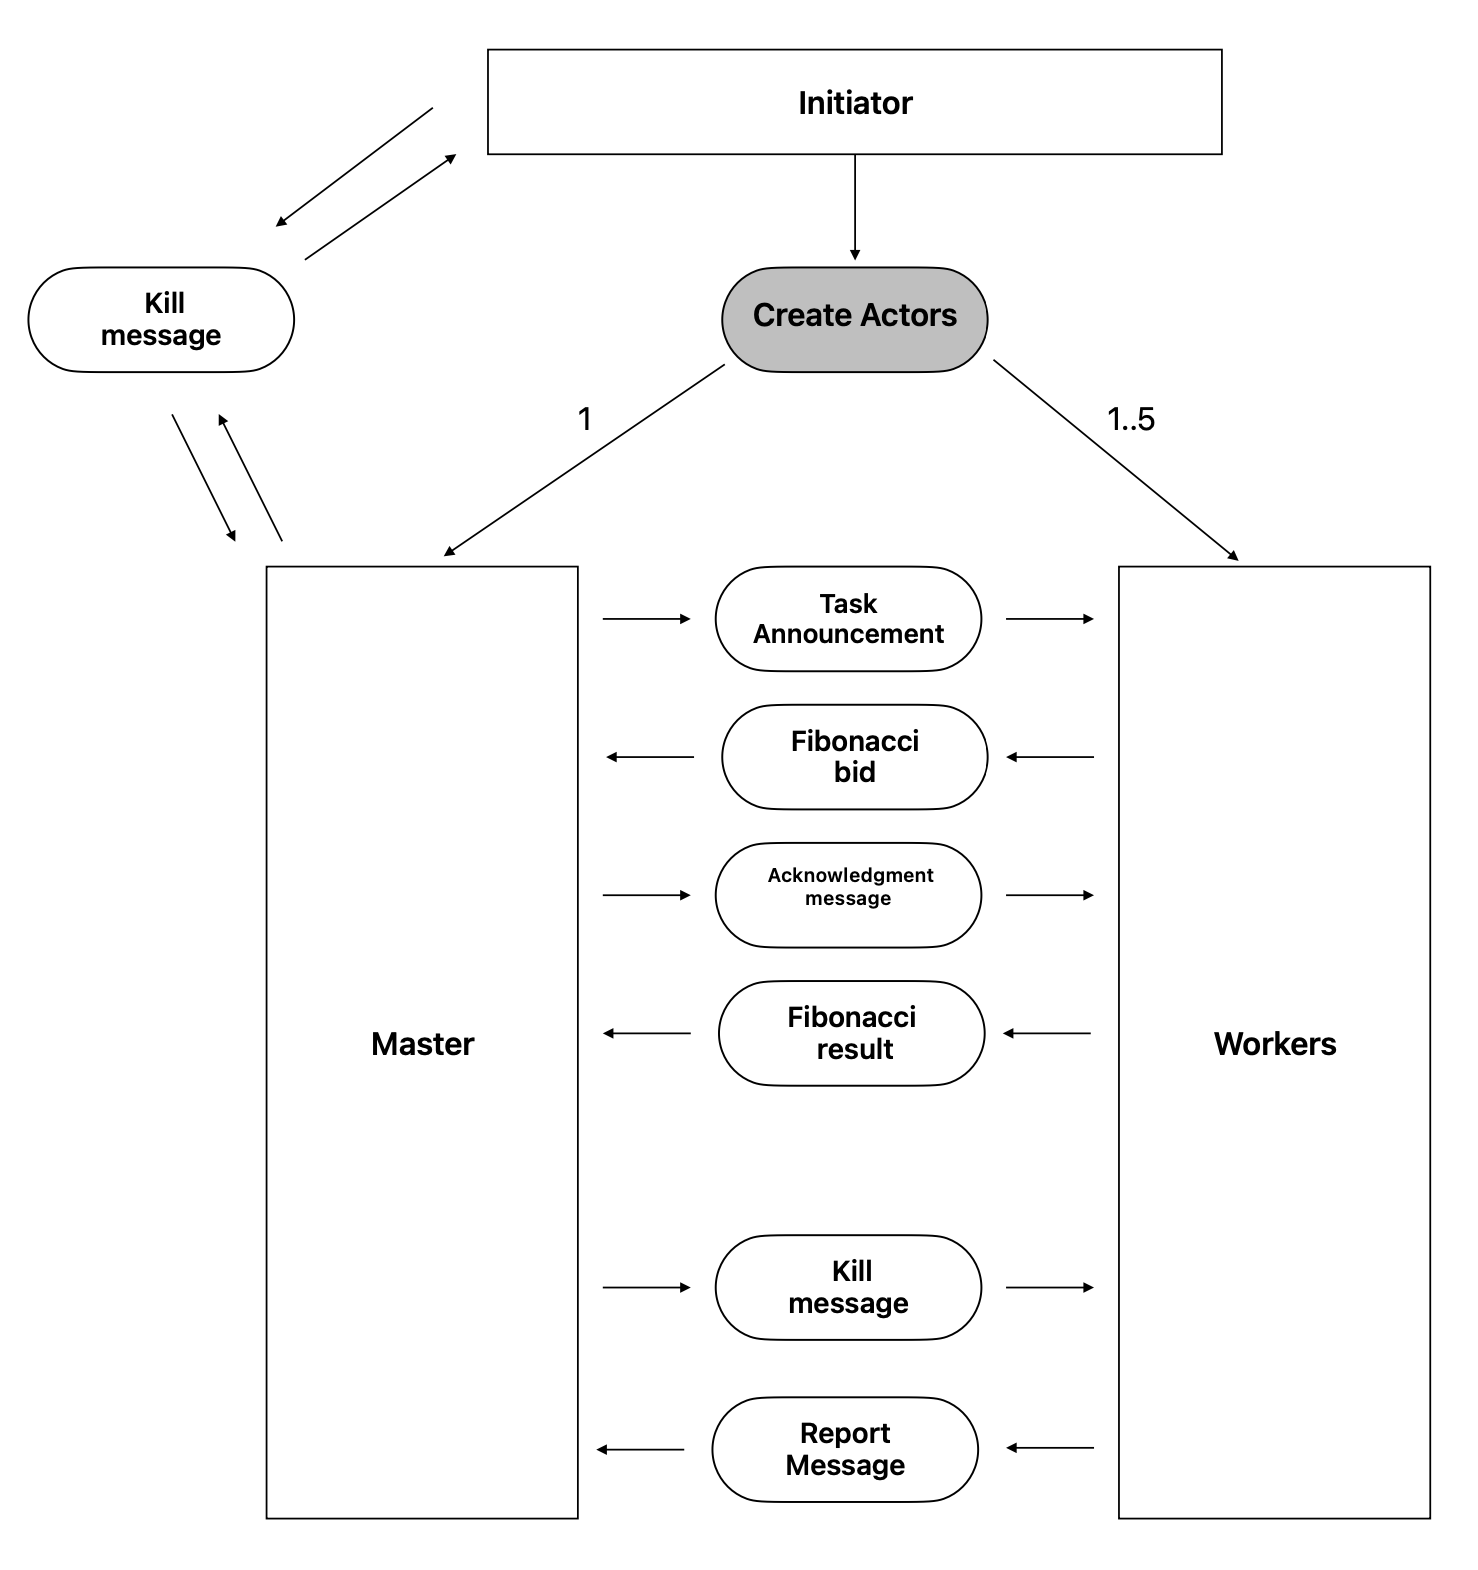 Initiator
Kill
message
Create Actors
1
1..5
Task
Announcement
Fibonacci
bid
Acknowledgment
message
Fibonacci
result
Master
Workers
Kill
message
Report
Message